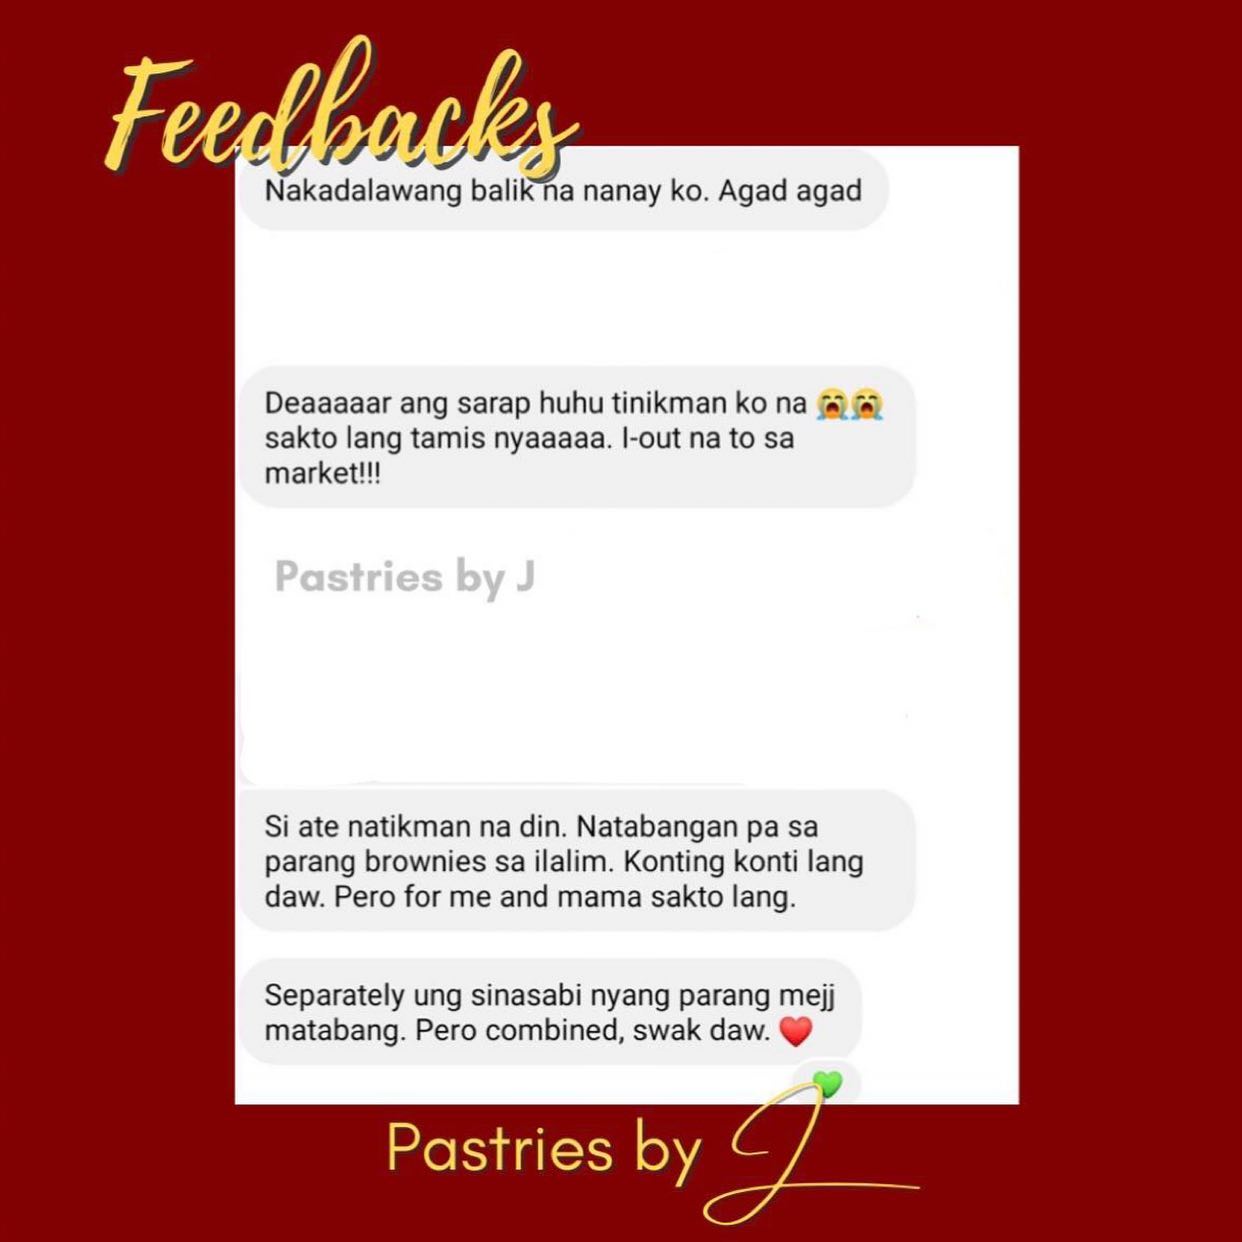 Feedbacks
Nakadalawang balik na nanay ko. Agad agad
Deaaaaar ang sarap huhu tinikman ko na 😭😭
sakto lang tamis nyaaaaa. I-out na to sa
market!!!
Pastries by J
Si ate natikman na din. Natabangan pa sa
parang brownies sa ilalim. Konting konti lang
daw. Pero for me and mama sakto lang.
Separately ung sinasabi nyang parang mejj
matabang. Pero combined, swak daw. ❤️
💚
Pastries by J